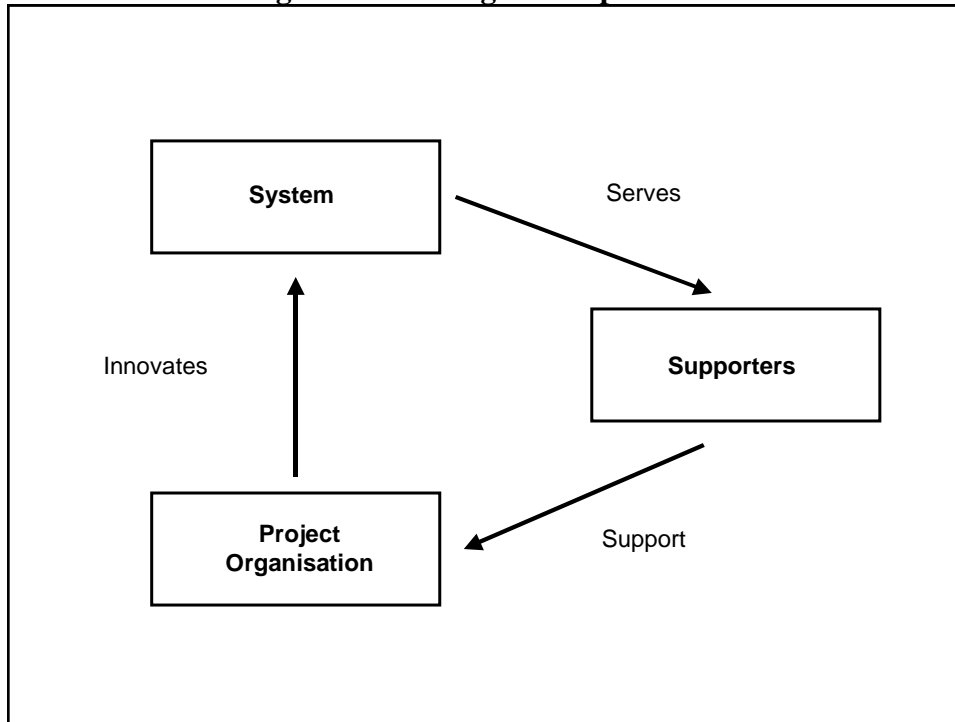 System
Serves
Innovates
Supporters
Project
Organisation
Support